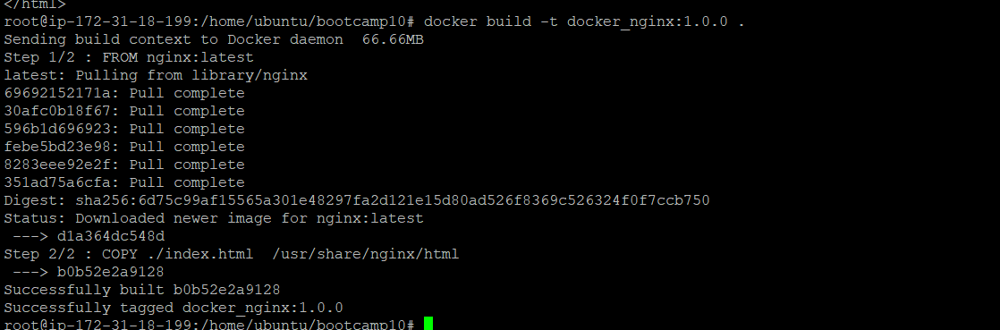 </html>
root@ip-172-31-18-199:/home/ubuntu/bootcamp10# docker build -t docker_nginx:1.0.0 .
Sending build context to Docker daemon  66.66MB
Step 1/2 : FROM nginx:latest
latest: Pulling from library/nginx
69692152171a: Pull complete
30afc0b18f67: Pull complete
596b1d696923: Pull complete
febe5bd23e98: Pull complete
8283eee92e2f: Pull complete
351ad75a6cfa: Pull complete
Digest: sha256:6d75c99af15565a301e48297fa2d121e15d80ad526f8369c526324f0f7ccb750
Status: Downloaded newer image for nginx:latest
 ---> d1a364dc548d
Step 2/2 : COPY ./index.html  /usr/share/nginx/html
 ---> b0b52e2a9128
Successfully built b0b52e2a9128
Successfully tagged docker_nginx:1.0.0
root@ip-172-31-18-199:/home/ubuntu/bootcamp10#